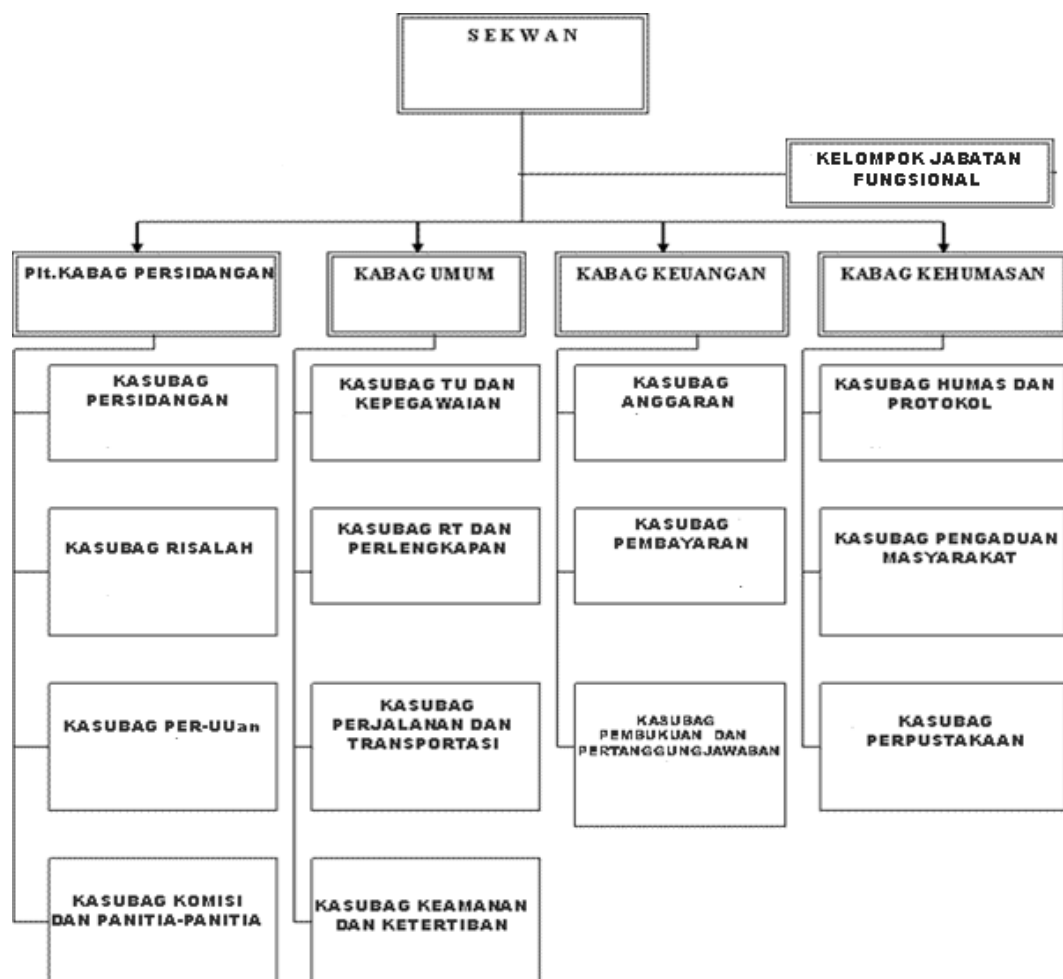 S E K W A N
KELOMPOK JABATAN
FUNGSIONAL
Plt.KABAG PERSIDANGAN
KABAG UMUM
KABAG KEUANGAN
KABAG KEHUMASAN
KASUBAG
PERSIDANGAN
KASUBAG TU DAN
KEPEGAWAIAN
KASUBAG
ANGGARAN
KASUBAG HUMAS DAN
PROTOKOL
KASUBAG RISALAH
KASUBAG RT DAN
PERLENGKAPAN
KASUBAG
PEMBAYARAN
KASUBAG PENGADUAN
MASYARAKAT
KASUBAG PER-UUan
KASUBAG
PERJALANAN DAN
TRANSPORTASI
KASUBAG
PEMBUKUAN DAN
PERTANGGUNGJAWABAN
KASUBAG
PERPUSTAKAAN
KASUBAG KOMISI
DAN PANITIA-PANITIA
KASUBAG KEAMANAN
DAN KETERTIBAN